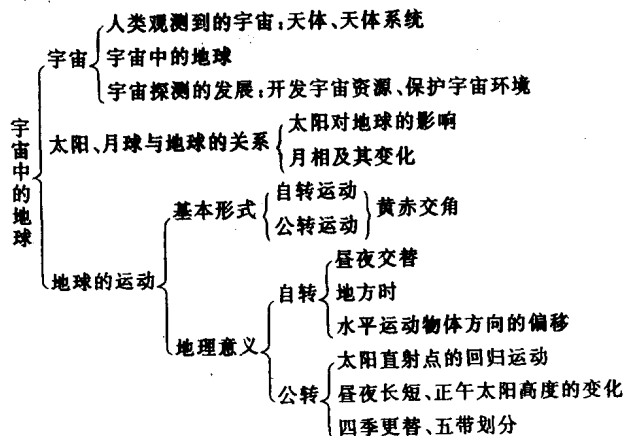 宇宙中的地球
宇宙
人类观测到的宇宙:天体、天体系统
宇宙中的地球
宇宙探测的发展:开发宇宙资源、保护宇宙环境
太阳、月球与地球的关系
太阳对地球的影响
月相及其变化
地球的运动
基本形式
自转运动
公转运动
黄赤交角
地理意义
自转
昼夜交替
地方时
水平运动物体方向的偏移
公转
太阳直射点的回归运动
昼夜长短、正午太阳高度的变化
四季更替、五带划分